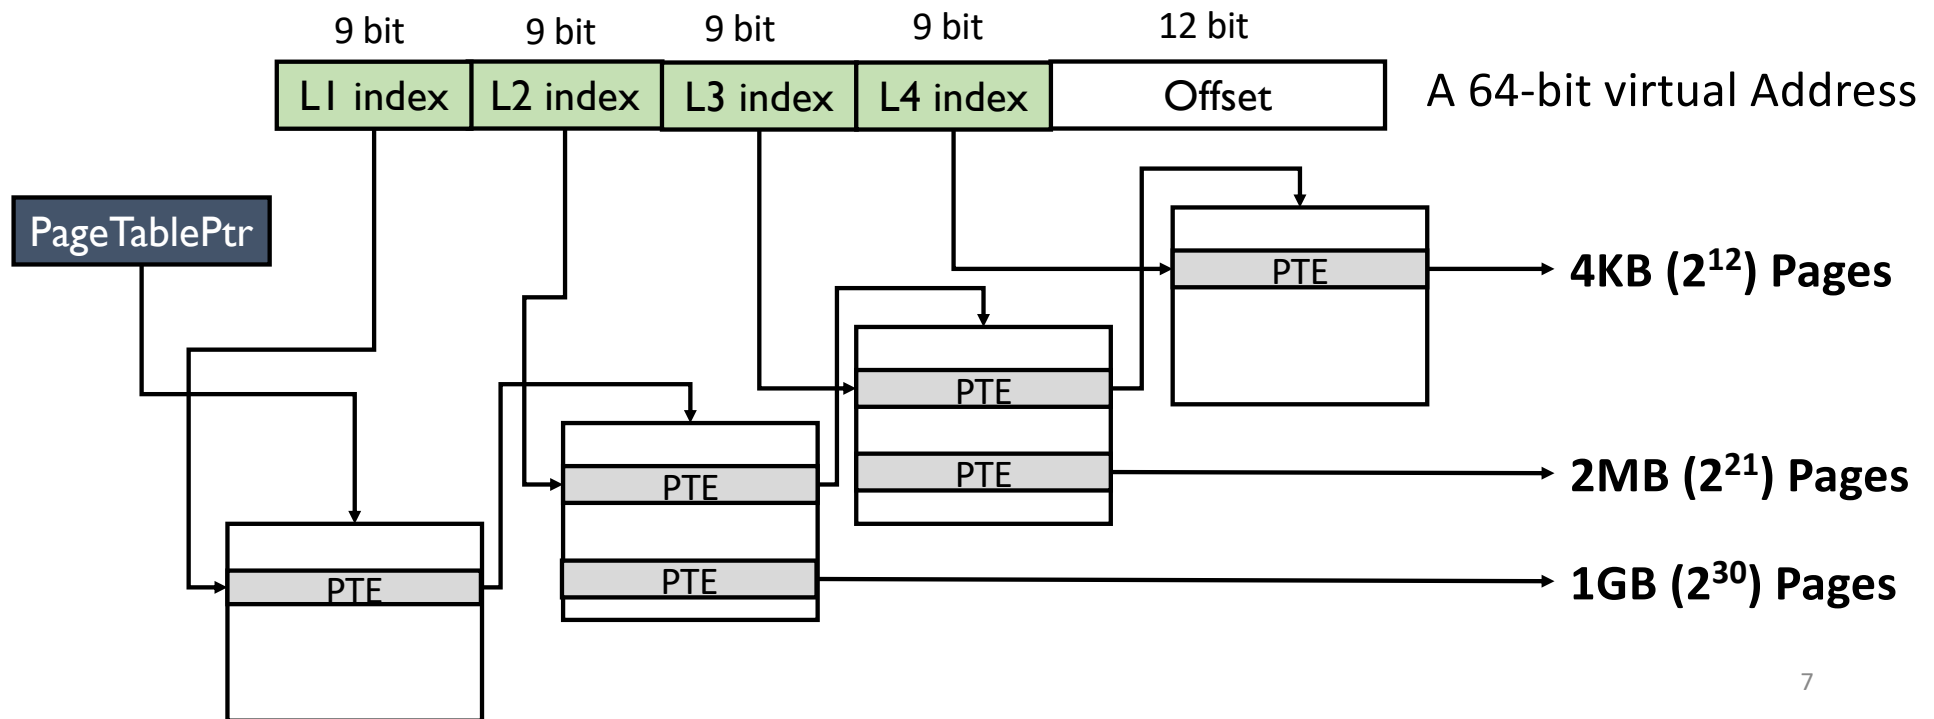 9 bit 9 bit 9 bit 9 bit 12 bit
L1 index L2 index L3 index L4 index Offset A 64-bit virtual Address
PageTablePtr
PTE 4KB (2¹²) Pages
PTE
PTE 2MB (2²¹) Pages
PTE
PTE 1GB (2³⁰) Pages
PTE
7